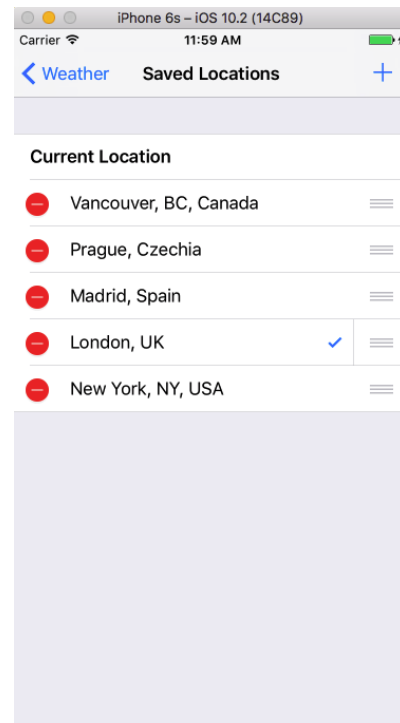 iPhone 6s – iOS 10.2 (14C89)
Carrier 11:59 AM
Weather Saved Locations +
Current Location
Vancouver, BC, Canada
Prague, Czechia
Madrid, Spain
London, UK
New York, NY, USA